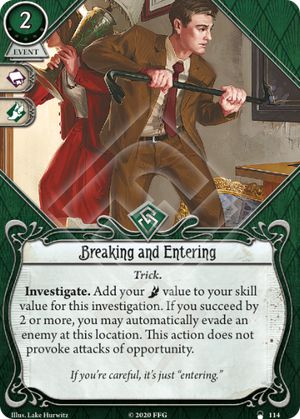 2
EVENT
Breaking and Entering
Trick.
Investigate. Add your value to your skill
value for this investigation. If you succeed by
2 or more, you may automatically evade an
enemy at this location. This action does not
provoke attacks of opportunity.
If you're careful, it's just "entering."
Illus. Lake Hurwitz © 2020 FFG 114